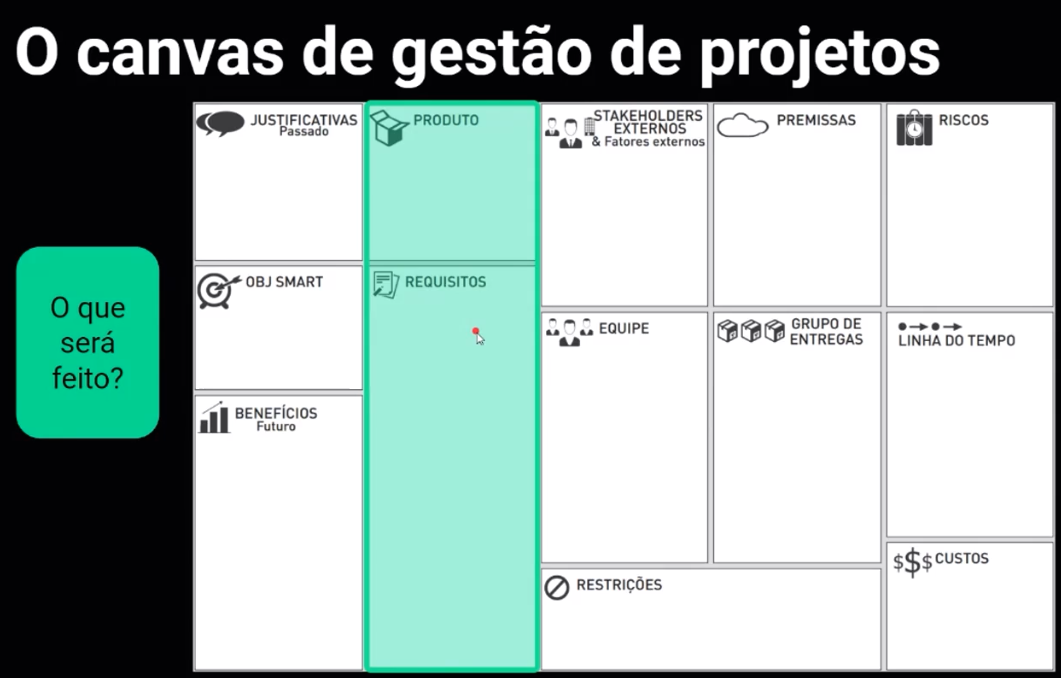 O canvas de gestão de projetos
O que
será
feito?
JUSTIFICATIVAS
Passado
OBJ SMART
BENEFÍCIOS
Futuro
PRODUTO
REQUISITOS
STAKEHOLDERS
EXTERNOS
& Fatores externos
EQUIPE
RESTRIÇÕES
PREMISSAS
GRUPO DE
ENTREGAS
RISCOS
LINHA DO TEMPO
$$$ CUSTOS